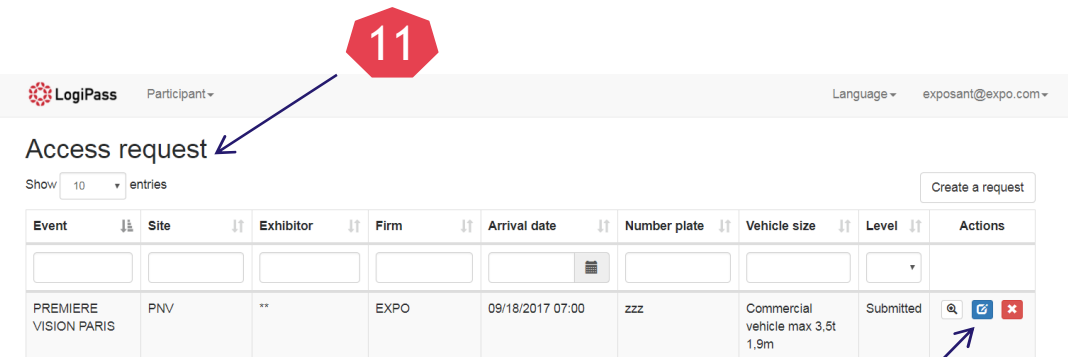 11
LogiPass Participant Language exposant@expo.com
Access request
Show 10 entries Create a request
Event Site Exhibitor Firm Arrival date Number plate Vehicle size Level Actions
PREMIERE PNV ** EXPO 09/18/2017 07:00 zzz Commercial Submitted
VISION PARIS vehicle max 3,5t
1,9m